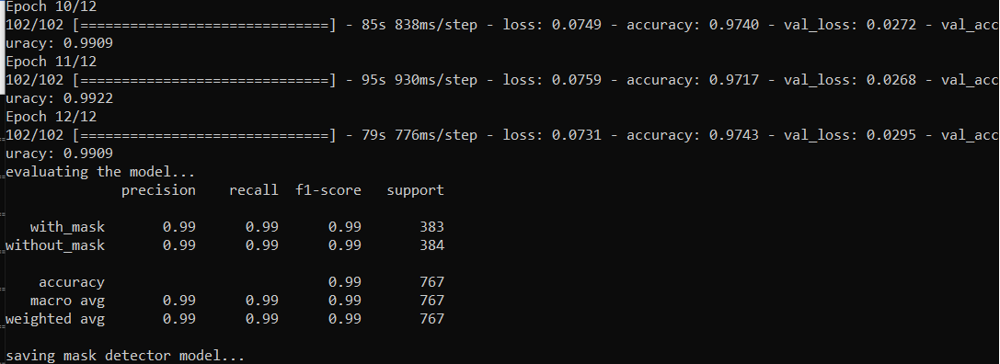 Epoch 10/12
102/102 [==============================] - 85s 838ms/step - loss: 0.0749 - accuracy: 0.9740 - val_loss: 0.0272 - val_acc
uracy: 0.9909
Epoch 11/12
102/102 [==============================] - 95s 930ms/step - loss: 0.0759 - accuracy: 0.9717 - val_loss: 0.0268 - val_acc
uracy: 0.9922
Epoch 12/12
102/102 [==============================] - 79s 776ms/step - loss: 0.0731 - accuracy: 0.9743 - val_loss: 0.0295 - val_acc
uracy: 0.9909
evaluating the model...
precision recall f1-score support
with_mask 0.99 0.99 0.99 383
without_mask 0.99 0.99 0.99 384
accuracy 0.99 767
macro avg 0.99 0.99 0.99 767
weighted avg 0.99 0.99 0.99 767
saving mask detector model...